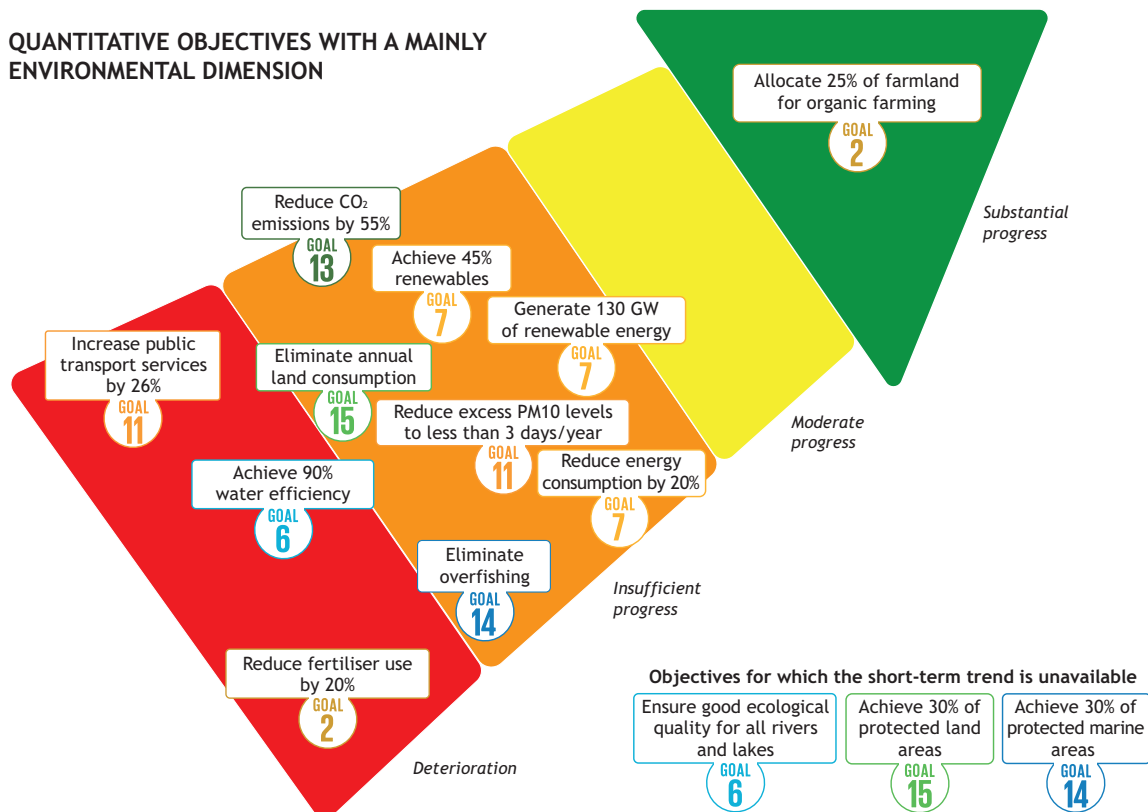 QUANTITATIVE OBJECTIVES WITH A MAINLY
ENVIRONMENTAL DIMENSION
Allocate 25% of farmland
for organic farming
GOAL
2
Substantial
progress
Reduce CO₂
emissions by 55%
GOAL
13
Achieve 45%
renewables
GOAL
7
Generate 130 GW
of renewable energy
GOAL
7
Increase public
transport services
by 26%
GOAL
11
Eliminate annual
land consumption
GOAL
15
Reduce excess PM10 levels
to less than 3 days/year
GOAL
11
Moderate
progress
Achieve 90%
water efficiency
GOAL
6
Reduce energy
consumption by 20%
GOAL
7
Eliminate
overfishing
GOAL
14
Insufficient
progress
Reduce fertiliser use
by 20%
GOAL
2
Deterioration
Objectives for which the short-term trend is unavailable
Ensure good ecological
quality for all rivers
and lakes
GOAL
6
Achieve 30% of
protected land
areas
GOAL
15
Achieve 30% of
protected marine
areas
GOAL
14